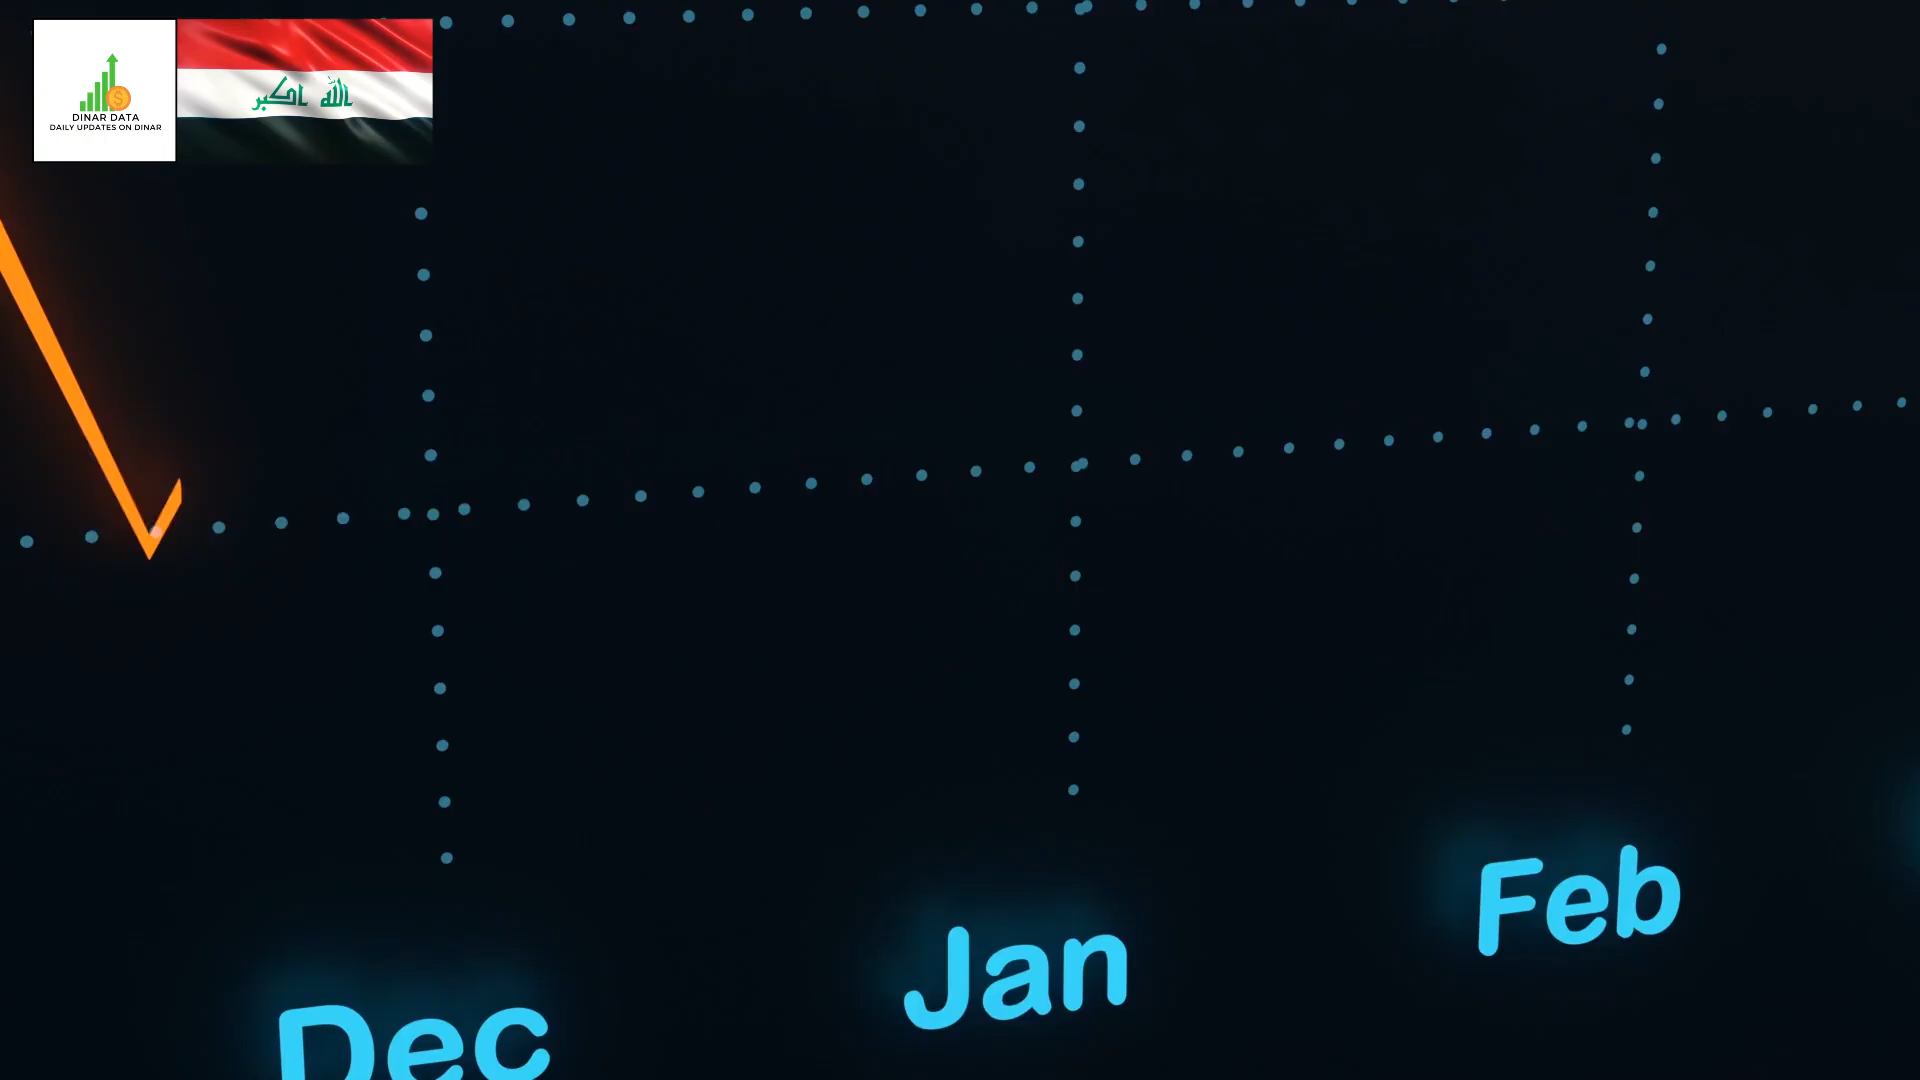 DINAR DATA
DAILY UPDATES ON DINAR
الله اكبر
Dec
Jan
Feb